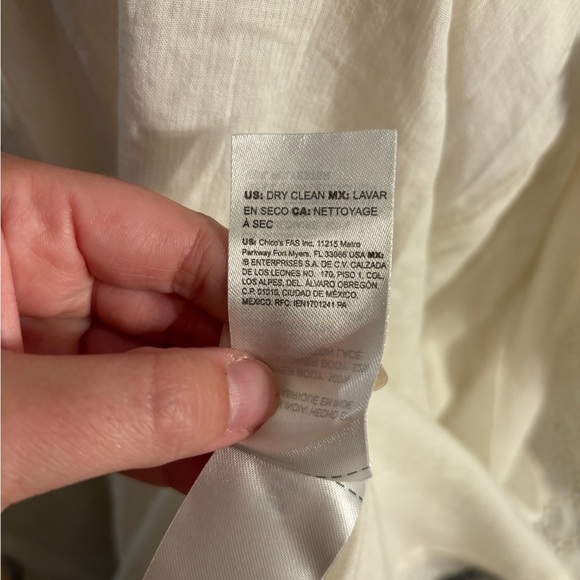 US: DRY CLEAN MX: LAVAR
EN SECO CA: NETTOYAGE
À SEC
US: Chico's FAS Inc. 11215 Metro
Parkway Fort Myers, FL 33966 USA MX:
IB ENTERPRISES S.A. DE C.V. CALZADA
DE LOS LEONES NO. 170, PISO 1, COL.
LOS ALPES, DEL. ÁLVARO OBREGÓN
C.P. 01010, CIUDAD DE MÉXICO,
MEXICO. RFC: IEN1701241 PA